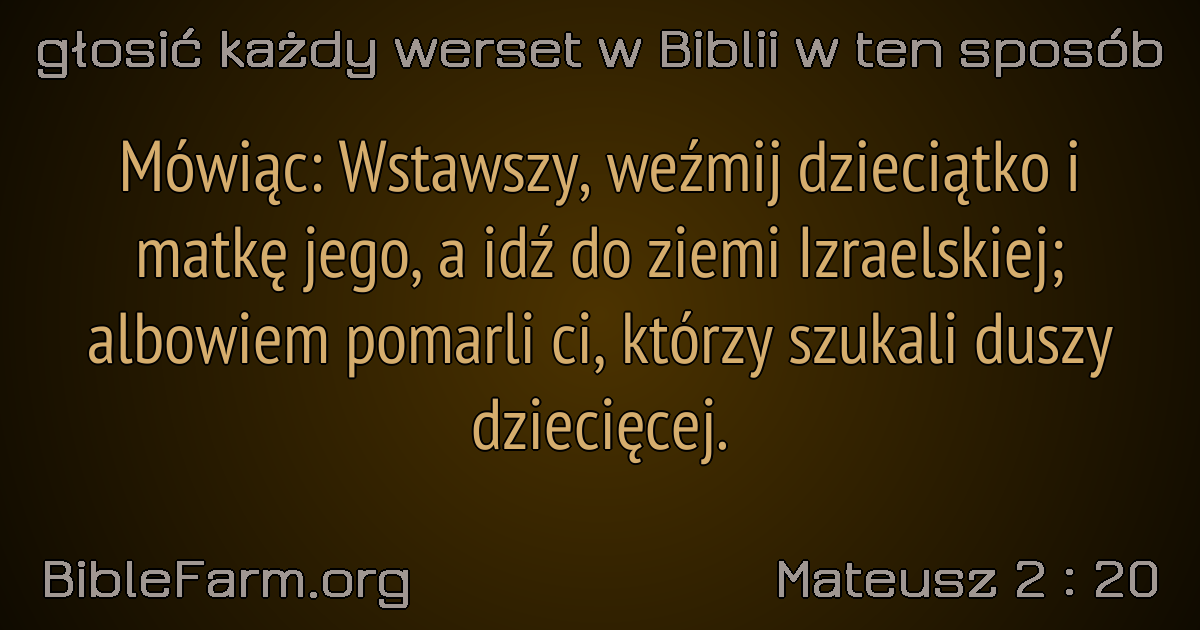 głosić każdy werset w Biblii w ten sposób
Mówiąc: Wstawszy, weźmij dzieciątko i
matkę jego, a idź do ziemi Izraelskiej;
albowiem pomarli ci, którzy szukali duszy
dziecięcej.
BibleFarm.org
Mateusz 2 : 20